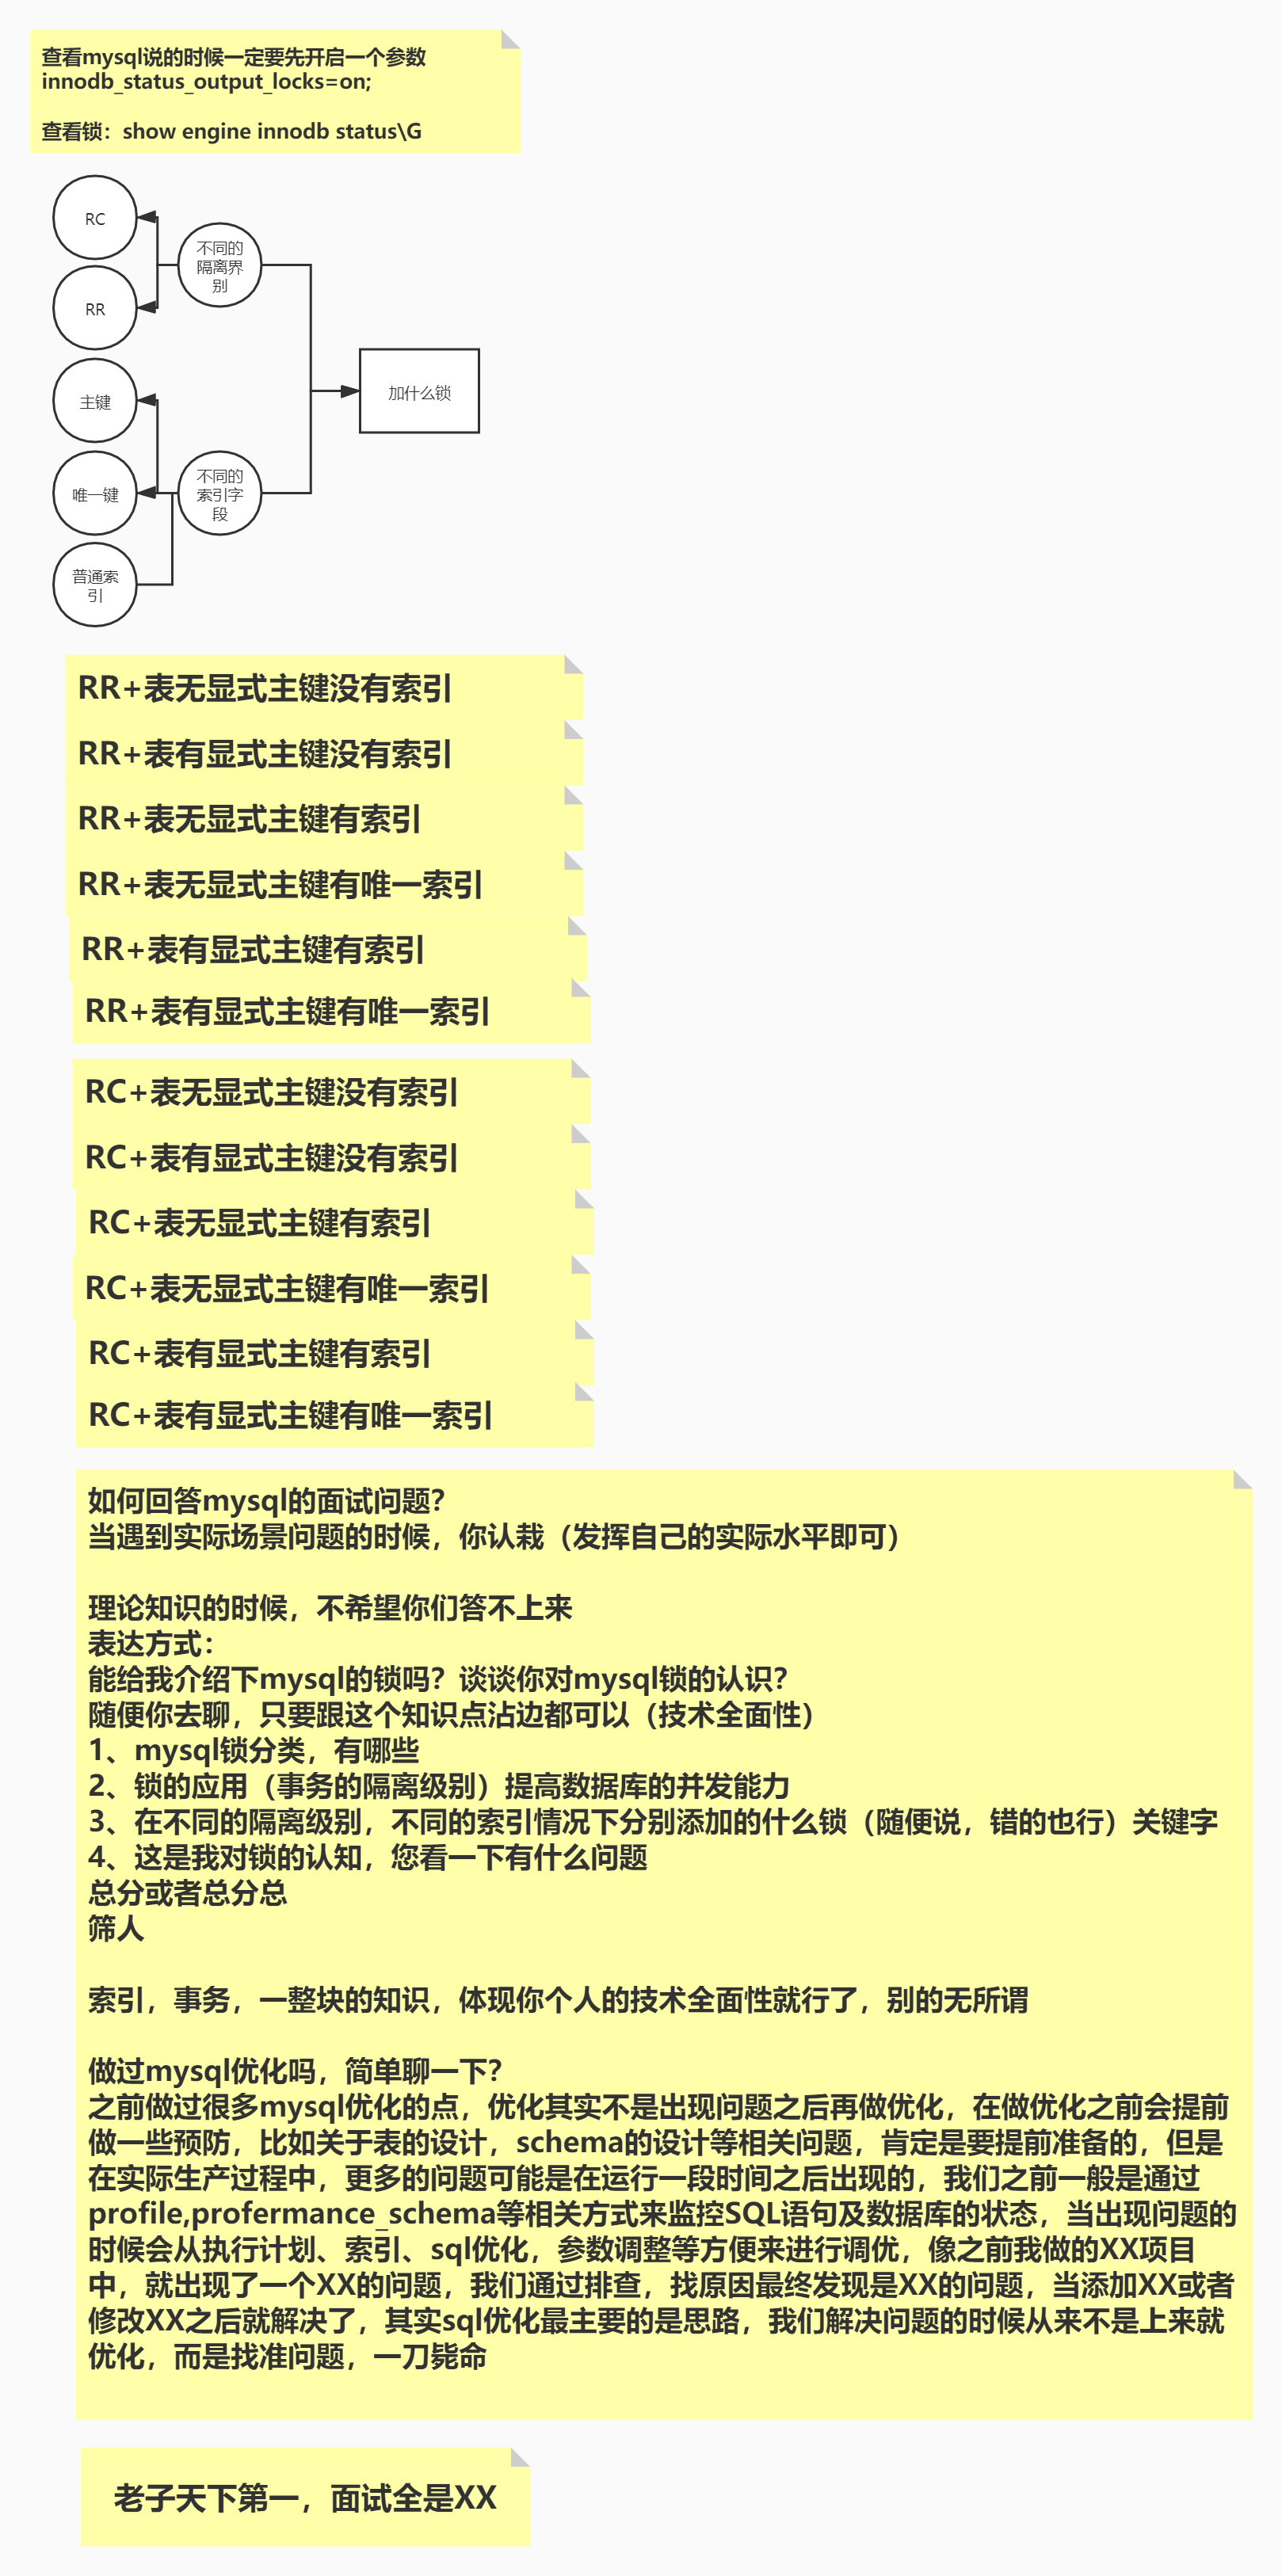 查看mysql说的时候一定要先开启一个参数
innodb_status_output_locks=on;
查看锁：show engine innodb status\G
RC
不同的
隔离界
别
RR
加什么锁
主键
不同的
索引字
段
唯一键
普通索
引
RR+表无显式主键没有索引
RR+表有显式主键没有索引
RR+表无显式主键有索引
RR+表无显式主键有唯一索引
RR+表有显式主键有索引
RR+表有显式主键有唯一索引
RC+表无显式主键没有索引
RC+表有显式主键没有索引
RC+表无显式主键有索引
RC+表无显式主键有唯一索引
RC+表有显式主键有索引
RC+表有显式主键有唯一索引
如何回答mysql的面试问题？
当遇到实际场景问题的时候，你认栽（发挥自己的实际水平即可）
理论知识的时候，不希望你们答不上来
表达方式：
能给我介绍下mysql的锁吗？谈谈你对mysql锁的认识？
随便你去聊，只要跟这个知识点沾边都可以（技术全面性）
1、mysql锁分类，有哪些
2、锁的应用（事务的隔离级别）提高数据库的并发能力
3、在不同的隔离级别，不同的索引情况下分别添加的什么锁（随便说，错的也行）关键字
4、这是我对锁的认知，您看一下有什么问题
总分或者总分总
筛人
索引，事务，一整块的知识，体现你个人的技术全面性就行了，别的无所谓
做过mysql优化吗，简单聊一下？
之前做过很多mysql优化的点，优化其实不是出现问题之后再做优化，在做优化之前会提前
做一些预防，比如关于表的设计，schema的设计等相关问题，肯定是要提前准备的，但是
在实际生产过程中，更多的问题可能是在运行一段时间之后出现的，我们之前一般是通过
profile,profermance_schema等相关方式来监控SQL语句及数据库的状态，当出现问题的
时候会从执行计划、索引、sql优化，参数调整等方便来进行调优，像之前我做的XX项目
中，就出现了一个XX的问题，我们通过排查，找原因最终发现是XX的问题，当添加XX或者
修改XX之后就解决了，其实sql优化最主要的是思路，我们解决问题的时候从来不是上来就
优化，而是找准问题，一刀毙命
老子天下第一，面试全是XX